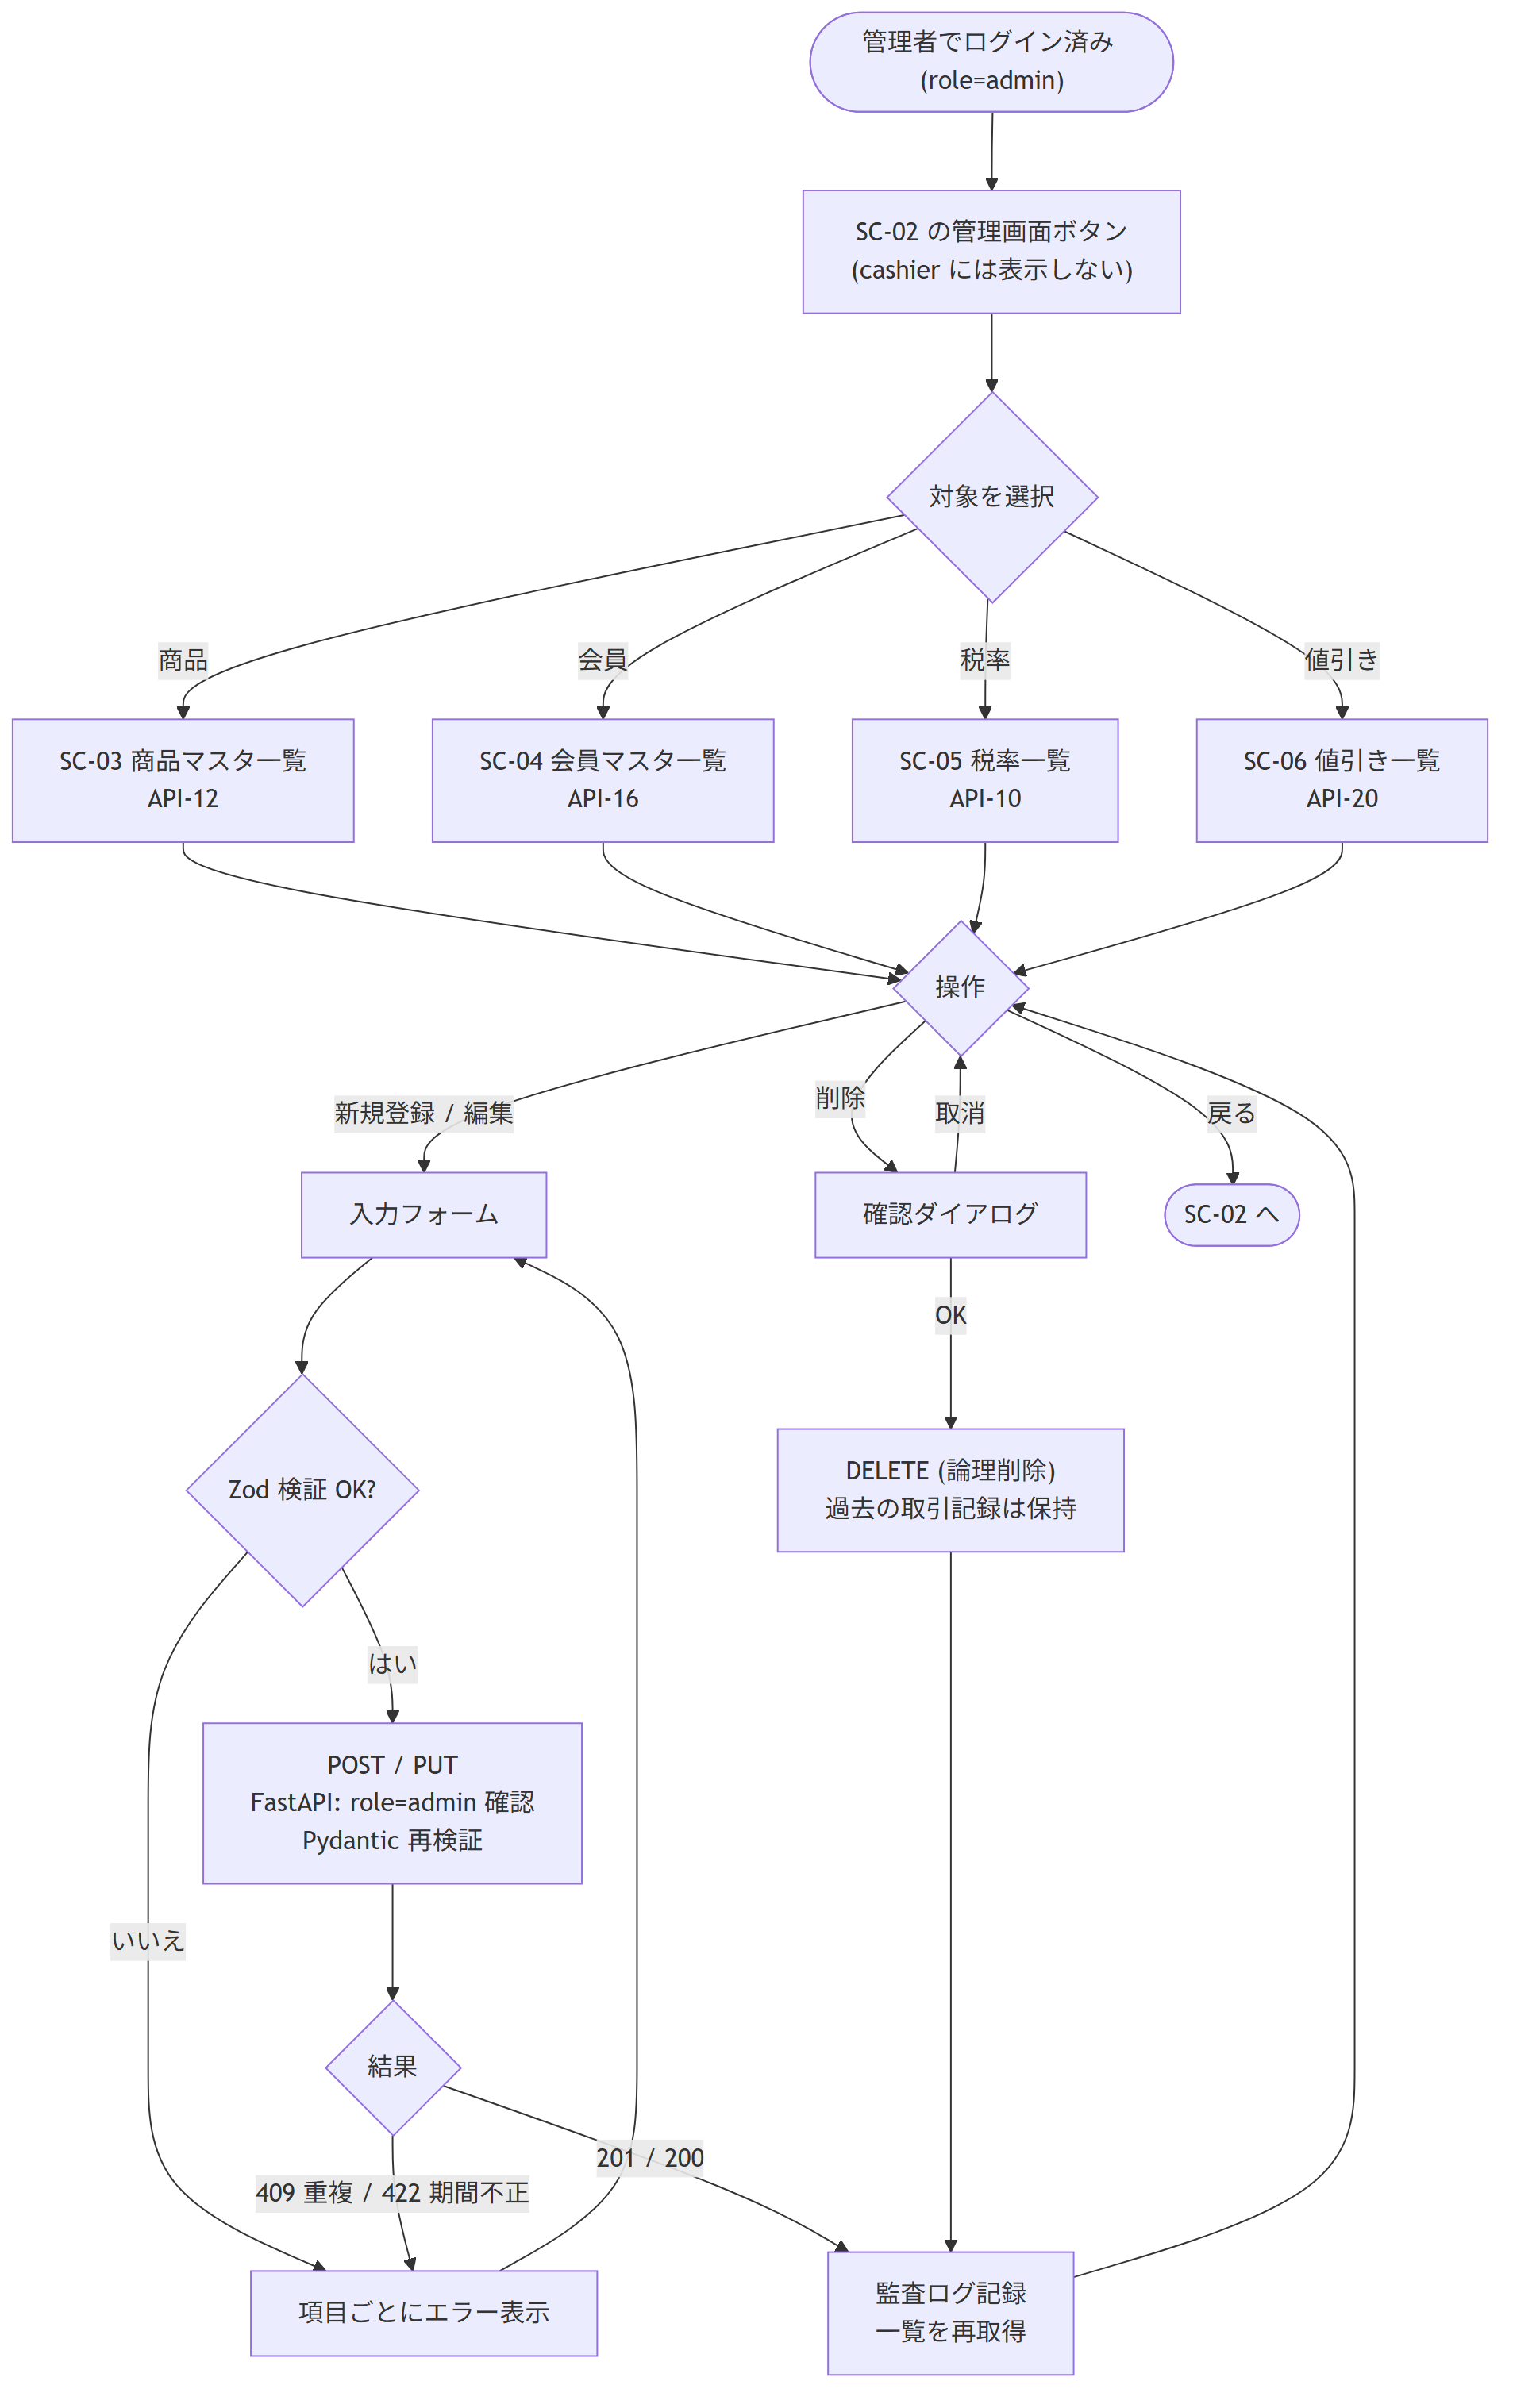 管理者でログイン済み
(role=admin)
SC-02 の管理画面ボタン
(cashier には表示しない)
対象を選択
商品
会員
税率
値引き
SC-03 商品マスター覧
API-12
SC-04 会員マスター覧
API-16
SC-05 税率一覧
API-10
SC-06 値引き一覧
API-20
操作
新規登録 / 編集
削除
取消
戻る
入力フォーム
確認ダイアログ
SC-02 へ
OK
Zod 検証 OK?
DELETE (論理削除)
過去の取引記録は保持
はい
POST / PUT
FastAPI: role=admin 確認
Pydantic 再検証
いいえ
結果
201 / 200
409 重複 / 422 期間不正
項目ごとにエラー表示
監査ログ記録
一覧を再取得